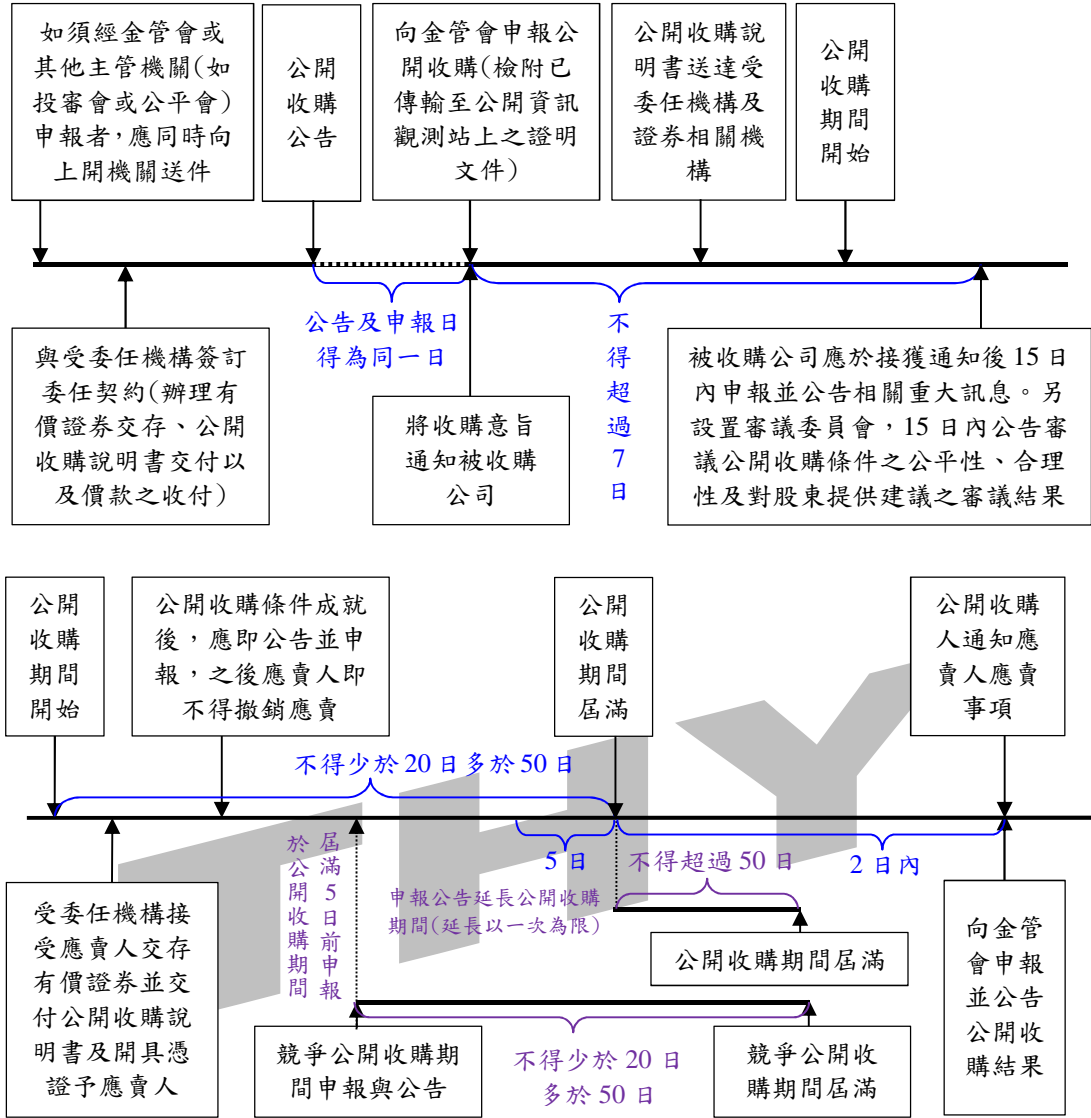 如須經金管會或
其他主管機關(如
投審會或公平會)
申報者，應同時向
上開機關送件
公開
收購
公告
向金管會申報公
開收購(檢附已
傳輸至公開資訊
觀測站上之證明
文件)
公開收購說
明書送達受
委任機構及
證券相關機
構
公開
收購
期間
開始
公告及申報日
得為同一日
不得超過7日
與受委任機構簽訂
委任契約(辦理有
價證券交存、公開
收購說明書交付以
及價款之收付)
將收購意旨
通知被收購
公司
被收購公司應於接獲通知後 15 日
內申報並公告相關重大訊息。另
設置審議委員會，15 日內公告審
議公開收購條件之公平性、合理
性及對股東提供建議之審議結果
公開
收購
期間
開始
公開收購條件成就
後，應即公告並申
報，之後應賣人即
不得撤銷應賣
公開
收購
期間
屆滿
公開收購
人通知應
賣人應賣
事項
不得少於 20 日多於 50 日
THY
5 日
2 日內
屆滿5日前申報
於公開收購期間
不得超過 50 日
申報公告延長公開收購
期間(延長以一次為限)
公開收購期間屆滿
受委任機構接
受應賣人交存
有價證券並交
付公開收購說
明書及開具憑
證予應賣人
競爭公開收購期
間申報與公告
不得少於 20 日
多於 50 日
競爭公開收
購期間屆滿
向金管
會申報
並公告
公開收
購結果